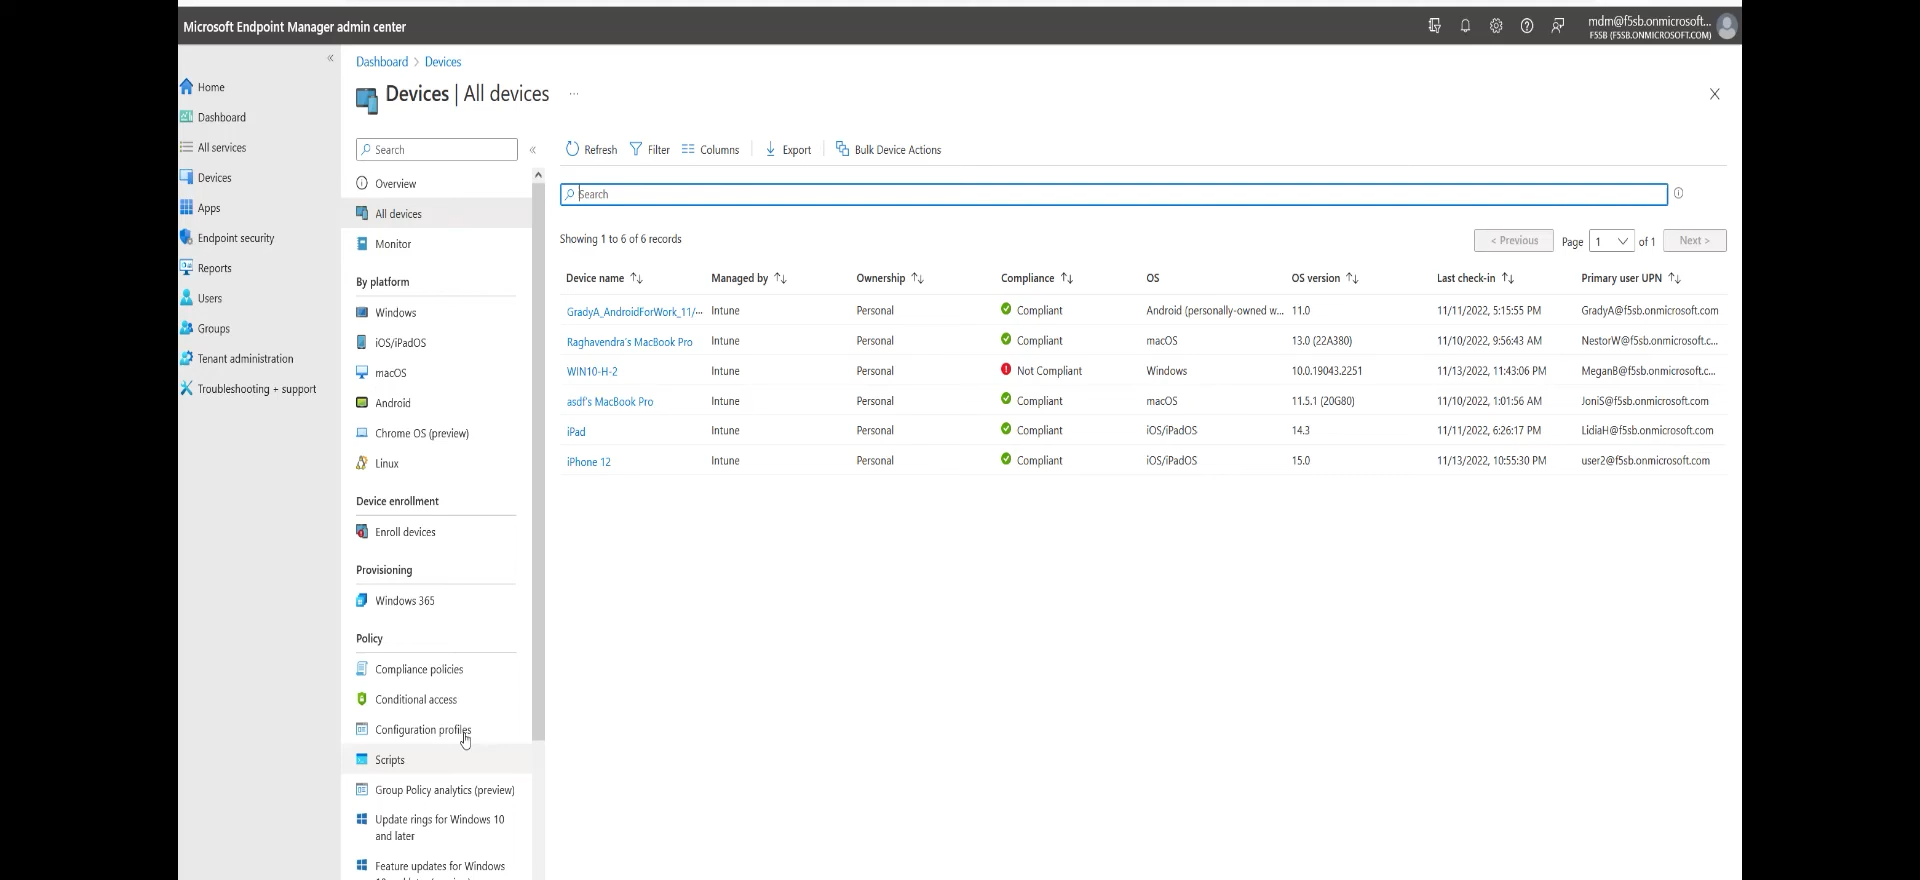 Microsoft Endpoint Manager admin center
mdm@f5sb.onmicrosoft...
F5SB (F5SB.ONMICROSOFT.COM)
«
Home
Dashboard
All services
Devices
Apps
Endpoint security
Reports
Users
Groups
Tenant administration
Troubleshooting + support
Dashboard > Devices
Devices | All devices ...
Search
«
Overview
All devices
Monitor
By platform
Windows
iOS/iPadOS
macOS
Android
Chrome OS (preview)
Linux
Device enrollment
Enroll devices
Provisioning
Windows 365
Policy
Compliance policies
Conditional access
Configuration profiles
Scripts
Group Policy analytics (preview)
Update rings for Windows 10
and later
Feature updates for Windows
Refresh Filter Columns Export Bulk Device Actions
Search
Showing 1 to 6 of 6 records
< Previous Page 1 of 1 Next >
Device name Managed by Ownership Compliance OS OS version Last check-in Primary user UPN
GradyA_AndroidForWork_11/... Intune Personal Compliant Android (personally-owned w... 11.0 11/11/2022, 5:15:55 PM GradyA@f5sb.onmicrosoft.com
Raghavendra's MacBook Pro Intune Personal Compliant macOS 13.0 (22A380) 11/10/2022, 9:56:43 AM NestorW@f5sb.onmicrosoft.c...
WIN10-H-2 Intune Personal Not Compliant Windows 10.0.19043.2251 11/13/2022, 11:43:06 PM MeganB@f5sb.onmicrosoft.c...
asdf's MacBook Pro Intune Personal Compliant macOS 11.5.1 (20G80) 11/10/2022, 1:01:56 AM JoniS@f5sb.onmicrosoft.com
iPad Intune Personal Compliant iOS/iPadOS 14.3 11/11/2022, 6:26:17 PM LidiaH@f5sb.onmicrosoft.com
iPhone 12 Intune Personal Compliant iOS/iPadOS 15.0 11/13/2022, 10:55:30 PM user2@f5sb.onmicrosoft.com